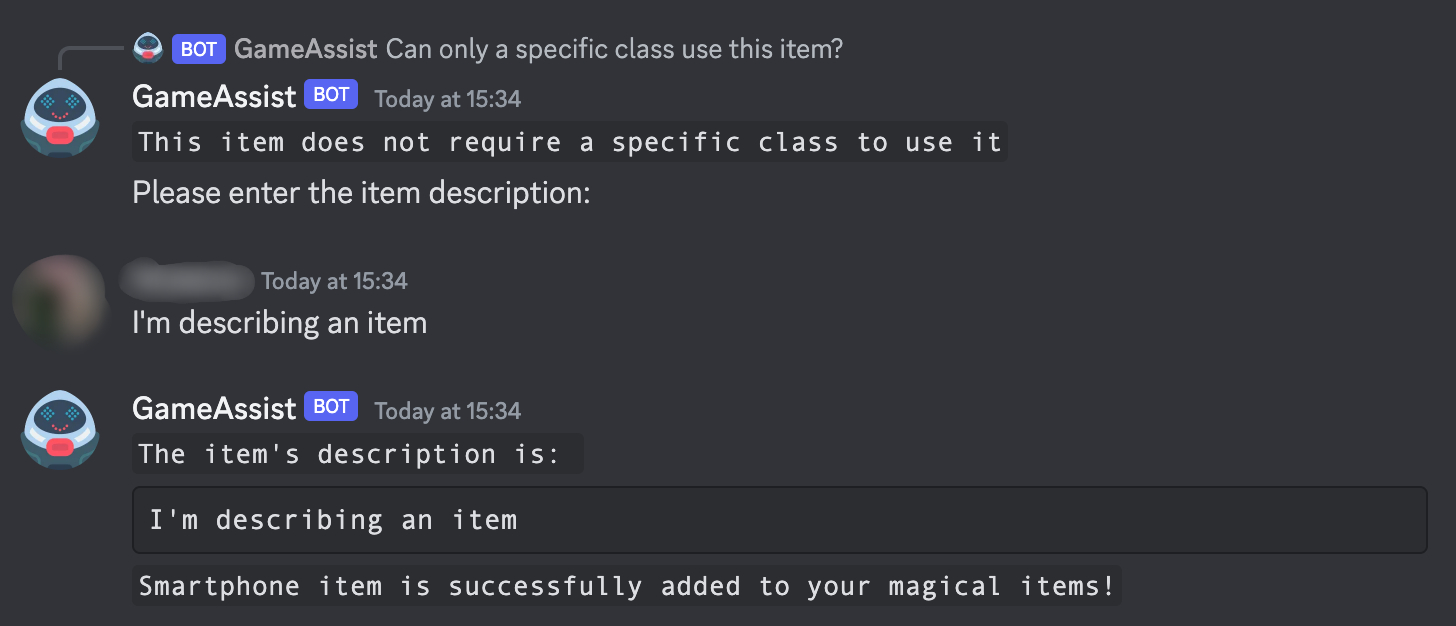 BOT GameAssist Can only a specific class use this item?
GameAssist BOT Today at 15:34
This item does not require a specific class to use it
Please enter the item description:
Today at 15:34
I'm describing an item
GameAssist BOT Today at 15:34
The item's description is:
I'm describing an item
Smartphone item is successfully added to your magical items!